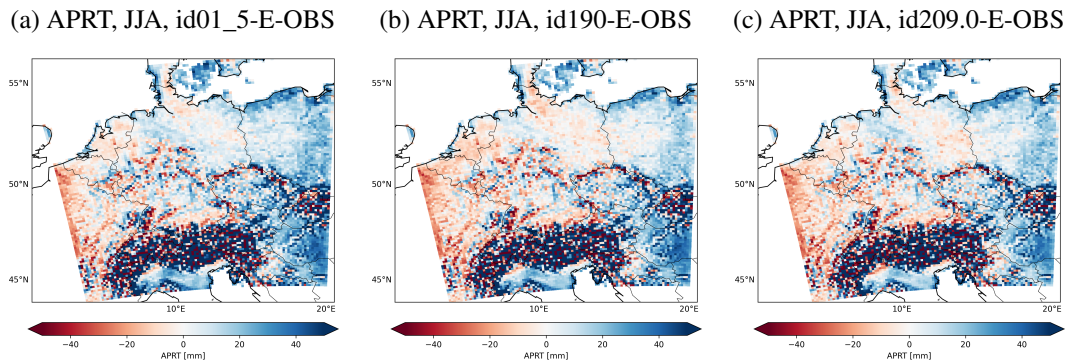 (a) APRT, JJA, id01_5-E-OBS
(b) APRT, JJA, id190-E-OBS
(c) APRT, JJA, id209.0-E-OBS
55°N
50°N
45°N
10°E
20°E
−40
−20
0
20
40
APRT [mm]
55°N
50°N
45°N
10°E
20°E
−40
−20
0
20
40
APRT [mm]
55°N
50°N
45°N
10°E
20°E
−40
−20
0
20
40
APRT [mm]